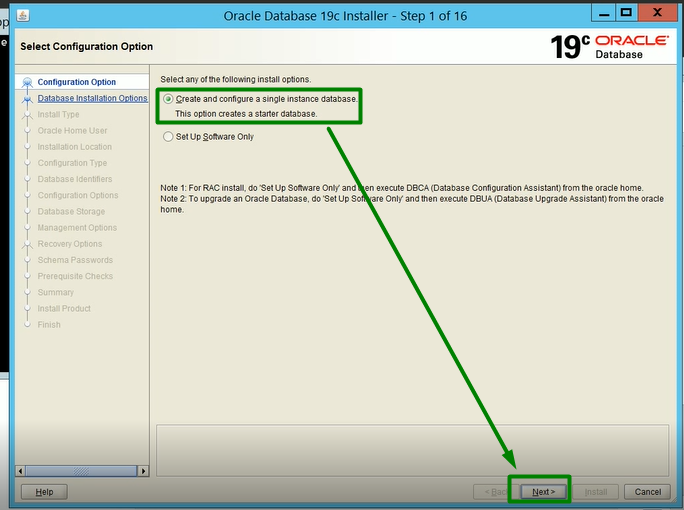 Oracle Database 19c Installer - Step 1 of 16
Select Configuration Option
19c ORACLE
Database
Configuration Option
Database Installation Options
Install Type
Oracle Home User
Installation Location
Configuration Type
Database Identifiers
Configuration Options
Database Storage
Management Options
Recovery Options
Schema Passwords
Prerequisite Checks
Summary
Install Product
Finish
Select any of the following install options.
Create and configure a single instance database.
This option creates a starter database.
Set Up Software Only
Note 1: For RAC install, do 'Set Up Software Only' and then execute DBCA (Database Configuration Assistant) from the oracle home.
Note 2: To upgrade an Oracle Database, do 'Set Up Software Only' and then execute DBUA (Database Upgrade Assistant) from the oracle
home.
Help
< Back
Next >
Install
Cancel